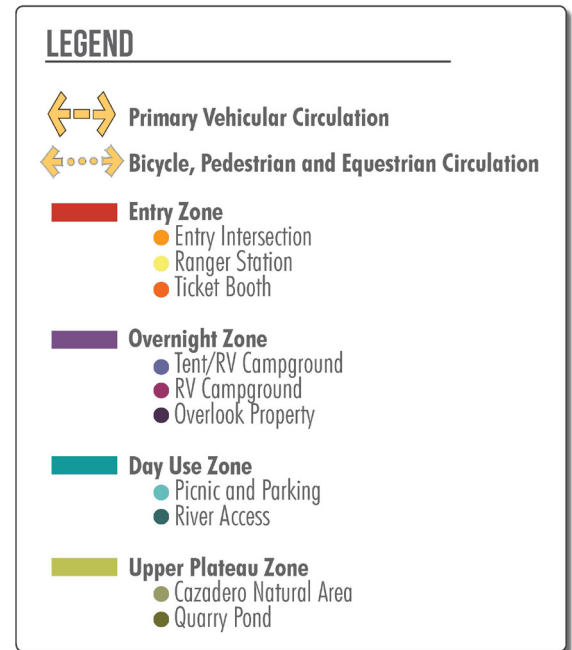 LEGEND
Primary Vehicular Circulation
Bicycle, Pedestrian and Equestrian Circulation
Entry Zone
Entry Intersection
Ranger Station
Ticket Booth
Overnight Zone
Tent/RV Campground
RV Campground
Overlook Property
Day Use Zone
Picnic and Parking
River Access
Upper Plateau Zone
Cazadero Natural Area
Quarry Pond